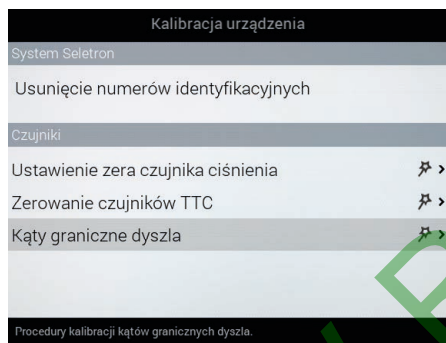 Kalibracja urządzenia
System Seletron
Usunięcie numerów identyfikacyjnych
Czujniki
Ustawienie zera czujnika ciśnienia
Zerowanie czujników TTC
Kąty graniczne dyszla
Procedury kalibracji kątów granicznych dyszla.